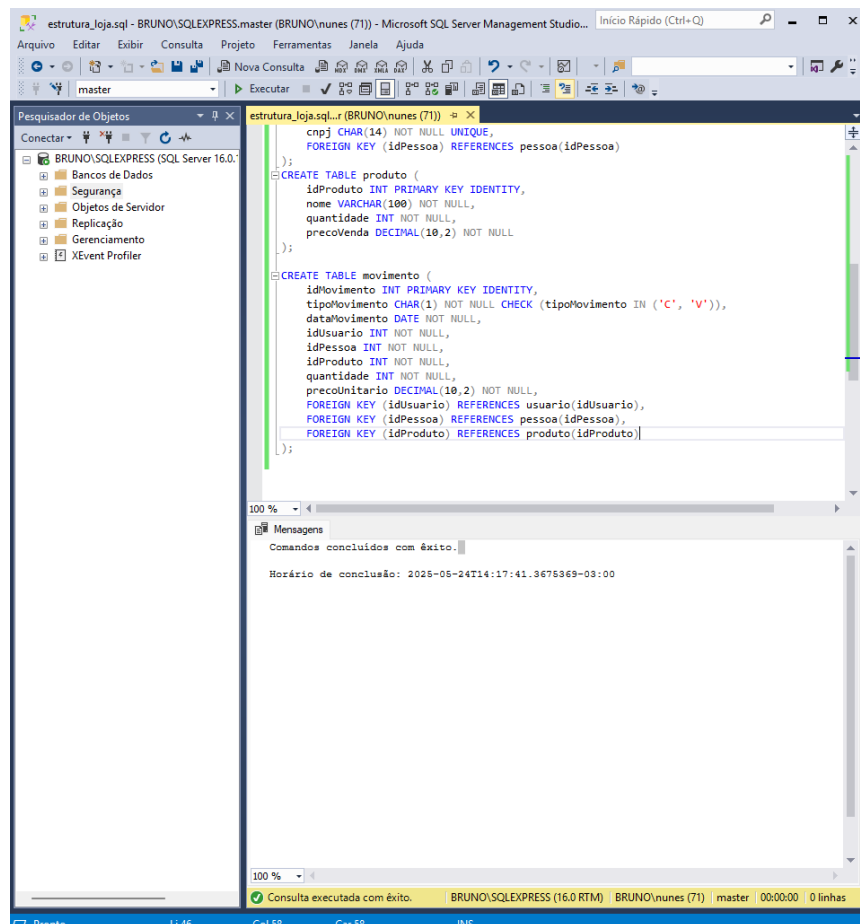 estrutura_loja.sql - BRUNO\SQLEXPRESS.master (BRUNO\nunes (71)) - Microsoft SQL Server Management Studio...
Início Rápido (Ctrl+Q)
Arquivo Editar Exibir Consulta Projeto Ferramentas Janela Ajuda
Nova Consulta
master
Executar
Pesquisador de Objetos
Conectar
BRUNO\SQLEXPRESS (SQL Server 16.0.
Bancos de Dados
Segurança
Objetos de Servidor
Replicação
Gerenciamento
XEvent Profiler
estrutura_loja.sql...r (BRUNO\nunes (71))
cnpj CHAR(14) NOT NULL UNIQUE,
FOREIGN KEY (idPessoa) REFERENCES pessoa(idPessoa)
);
CREATE TABLE produto (
idProduto INT PRIMARY KEY IDENTITY,
nome VARCHAR(100) NOT NULL,
quantidade INT NOT NULL,
precoVenda DECIMAL(10,2) NOT NULL
);
CREATE TABLE movimento (
idMovimento INT PRIMARY KEY IDENTITY,
tipoMovimento CHAR(1) NOT NULL CHECK (tipoMovimento IN ('C', 'V')),
dataMovimento DATE NOT NULL,
idUsuario INT NOT NULL,
idPessoa INT NOT NULL,
idProduto INT NOT NULL,
quantidade INT NOT NULL,
precoUnitario DECIMAL(10,2) NOT NULL,
FOREIGN KEY (idUsuario) REFERENCES usuario(idUsuario),
FOREIGN KEY (idPessoa) REFERENCES pessoa(idPessoa),
FOREIGN KEY (idProduto) REFERENCES produto(idProduto)
);
100 %
Mensagens
Comandos concluídos com êxito.
Horário de conclusão: 2025-05-24T14:17:41.3675369-03:00
100 %
Consulta executada com êxito. BRUNO\SQLEXPRESS (16.0 RTM) BRUNO\nunes (71) master 00:00:00 0 linhas
Pronto